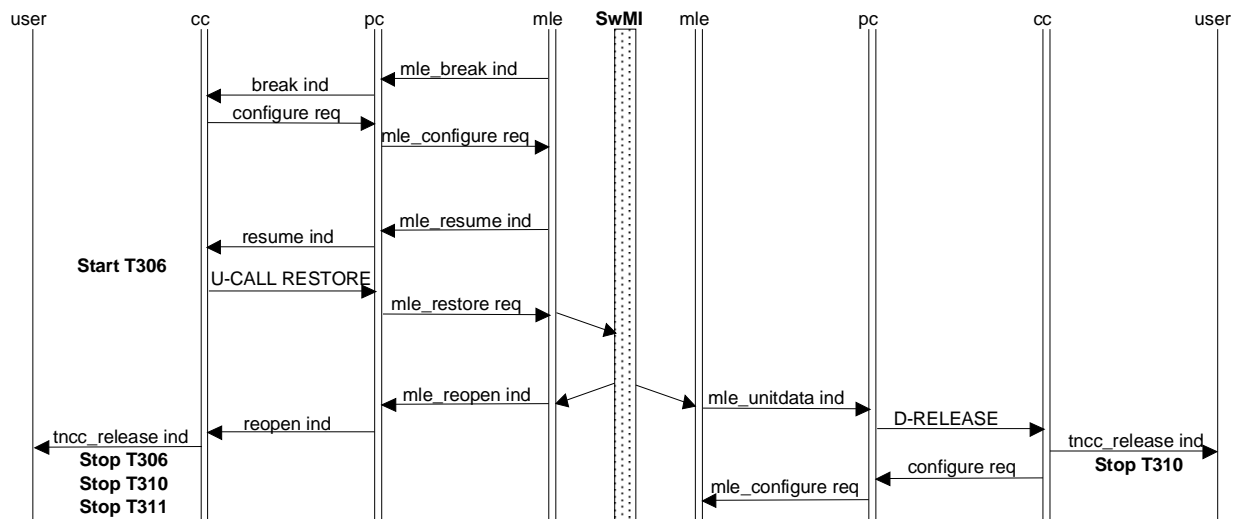 user cc pc mle SwMI mle pc cc user
mle_break ind
break ind
configure req
mle_configure req
mle_resume ind
resume ind
Start T306
U-CALL RESTORE
mle_restore req
mle_reopen ind mle_unitdata ind
reopen ind D-RELEASE
tncc_release ind tncc_release ind
Stop T306 configure req Stop T310
Stop T310 mle_configure req
Stop T311